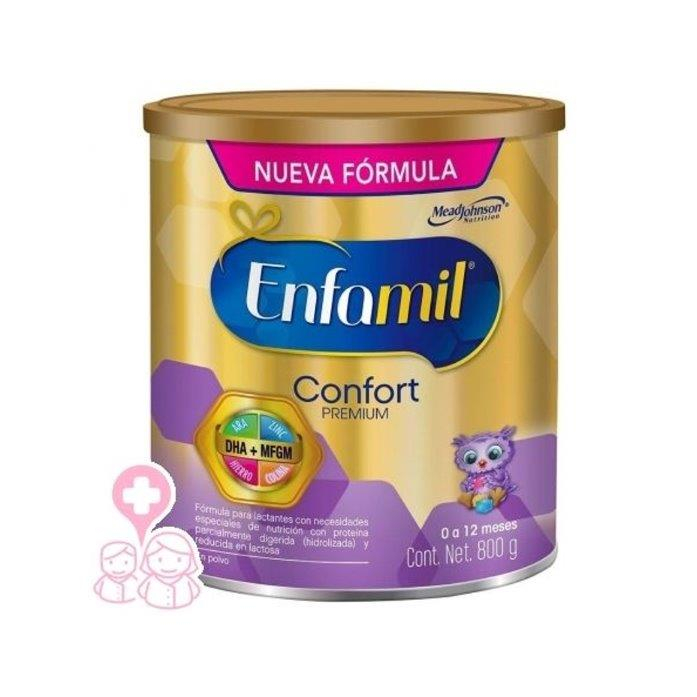 NUEVA FÓRMULA
MeadJohnson®
Nutrition
Enfamil®
Confort
PREMIUM
ARA
ZINC
DHA + MFGM
HIERRO
COLINA
Fórmula para lactantes con necesidades
especiales de nutrición con proteína
parcialmente digerida (hidrolizada) y
reducida en lactosa
en polvo
0 a 12 meses
Cont. Net. 800 g